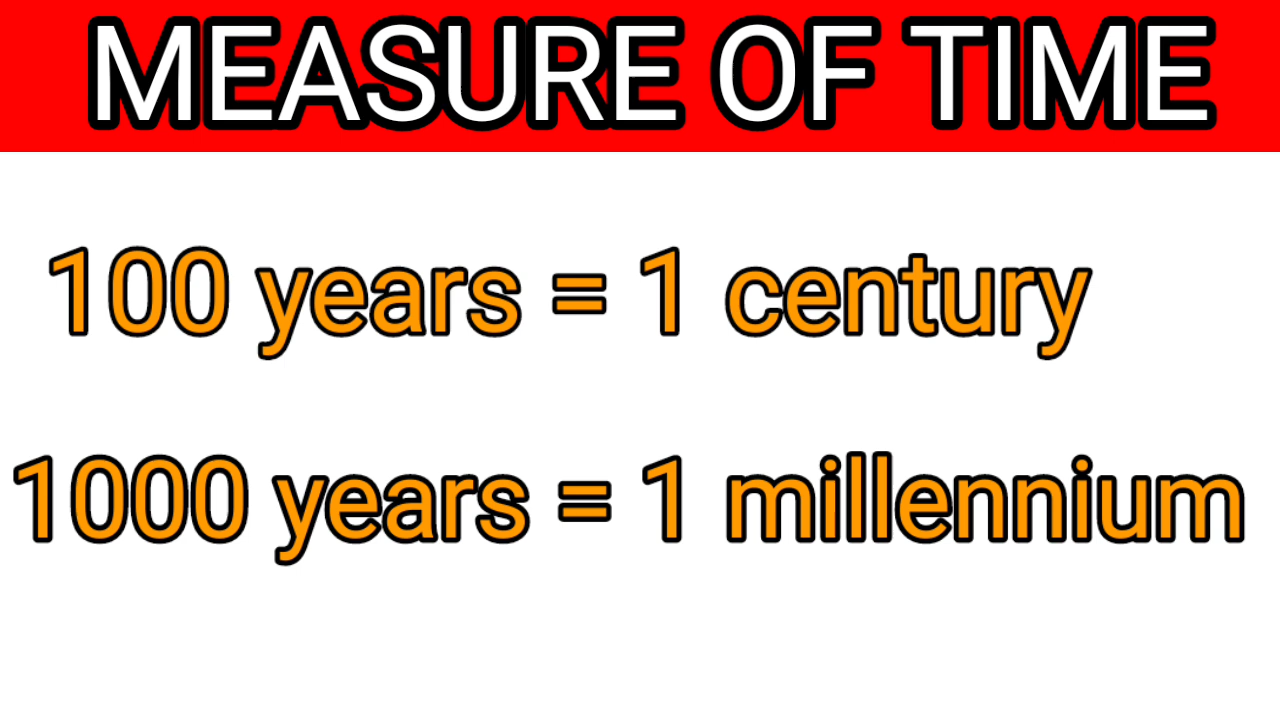 MEASURE OF TIME
100 years = 1 century
1000 years = 1 millennium